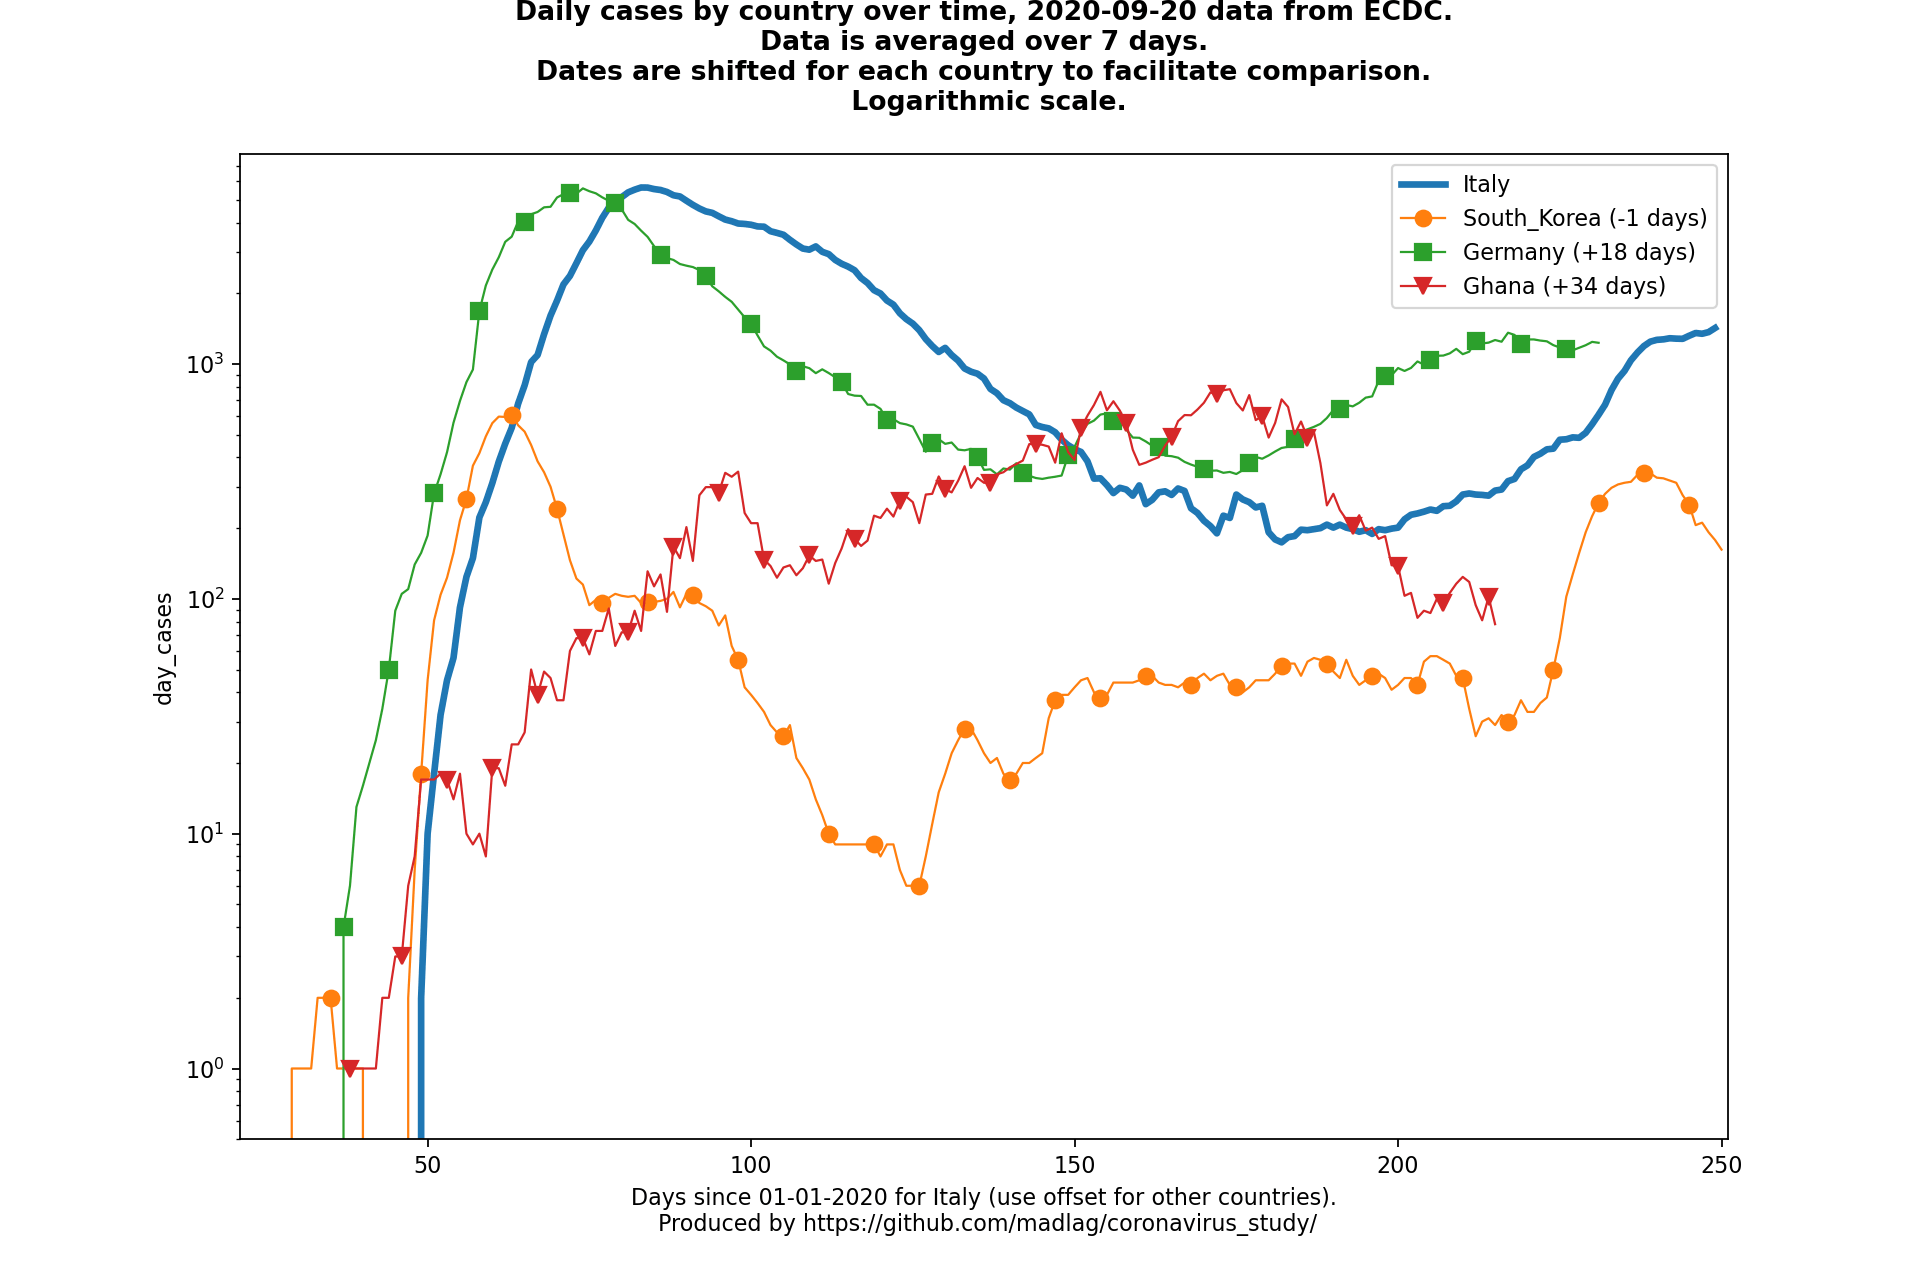 Daily cases by country over time, 2020-09-20 data from ECDC.
Data is averaged over 7 days.
Dates are shifted for each country to facilitate comparison.
Logarithmic scale.
Italy
South_Korea (-1 days)
Germany (+18 days)
Ghana (+34 days)
day_cases
10³
10²
10¹
10⁰
50 100 150 200 250
Days since 01-01-2020 for Italy (use offset for other countries).
Produced by https://github.com/madlag/coronavirus_study/